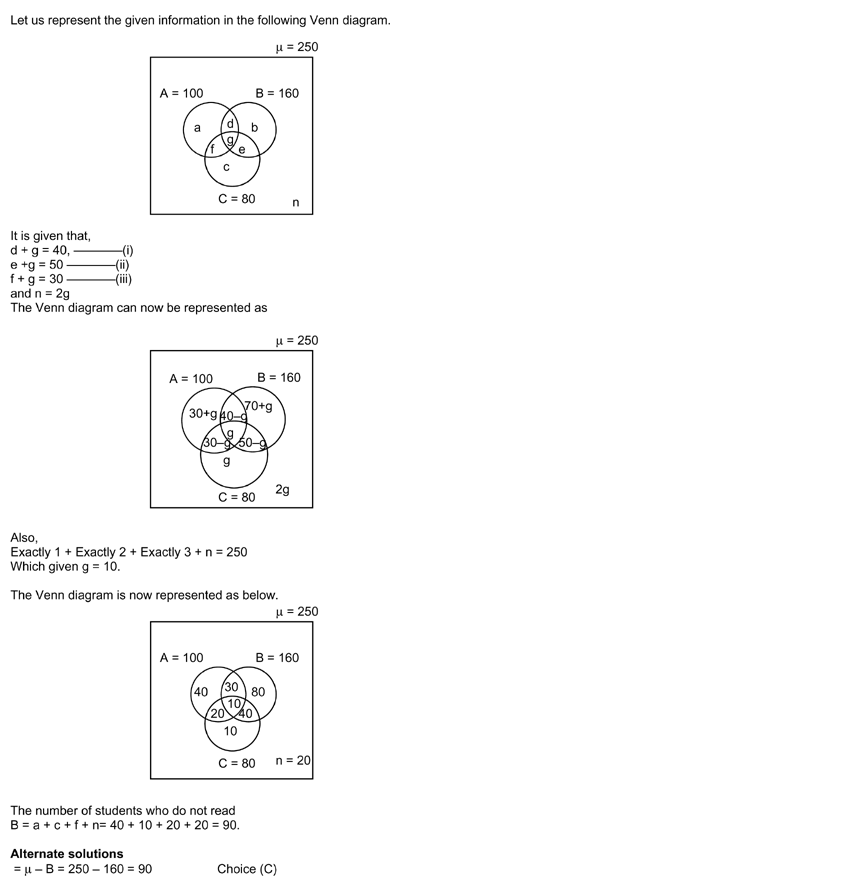 Let us represent the given information in the following Venn diagram.
μ = 250
A = 100 B = 160
a d b
g
f e
c
C = 80 n
It is given that,
d + g = 40, ———(i)
e +g = 50 ———(ii)
f + g = 30 ———(iii)
and n = 2g
The Venn diagram can now be represented as
μ = 250
A = 100 B = 160
30+g 40–g 70+g
g
30–g 50–g
g
2g
C = 80
Also,
Exactly 1 + Exactly 2 + Exactly 3 + n = 250
Which given g = 10.
The Venn diagram is now represented as below.
μ = 250
A = 100 B = 160
40 30 80
10
20 40
10
C = 80 n = 20
The number of students who do not read
B = a + c + f + n= 40 + 10 + 20 + 20 = 90.
Alternate solutions
= μ – B = 250 – 160 = 90 Choice (C)